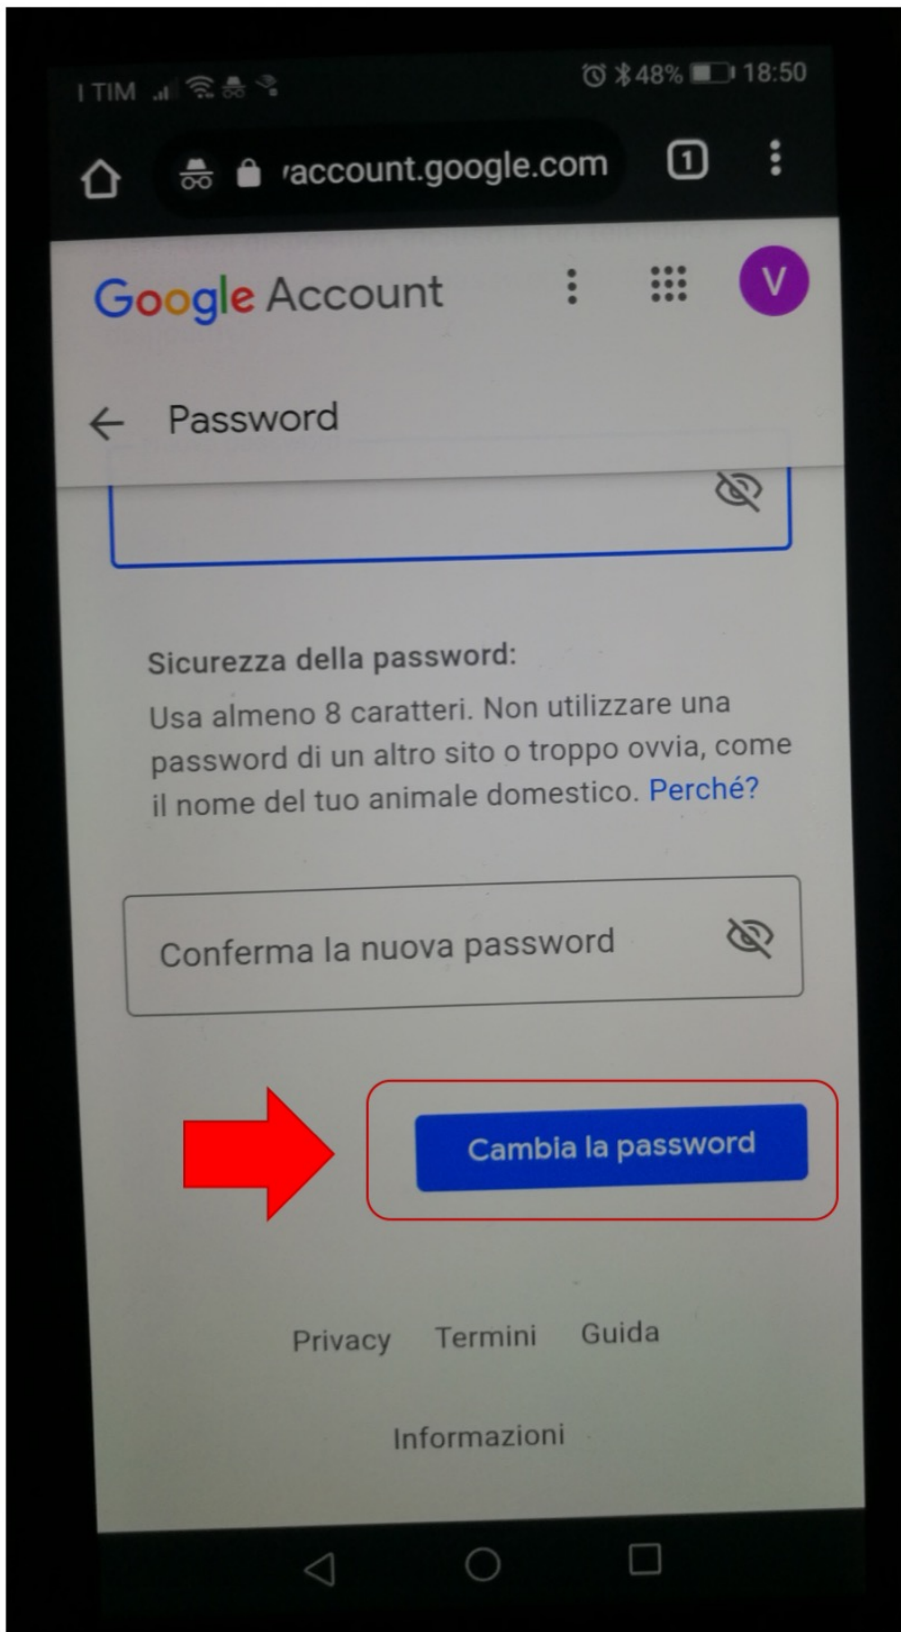 I TIM 48% 18:50
account.google.com 1
Google Account V
Password
Sicurezza della password:
Usa almeno 8 caratteri. Non utilizzare una
password di un altro sito o troppo ovvia, come
il nome del tuo animale domestico. Perché?
Conferma la nuova password
Cambia la password
Privacy Termini Guida
Informazioni